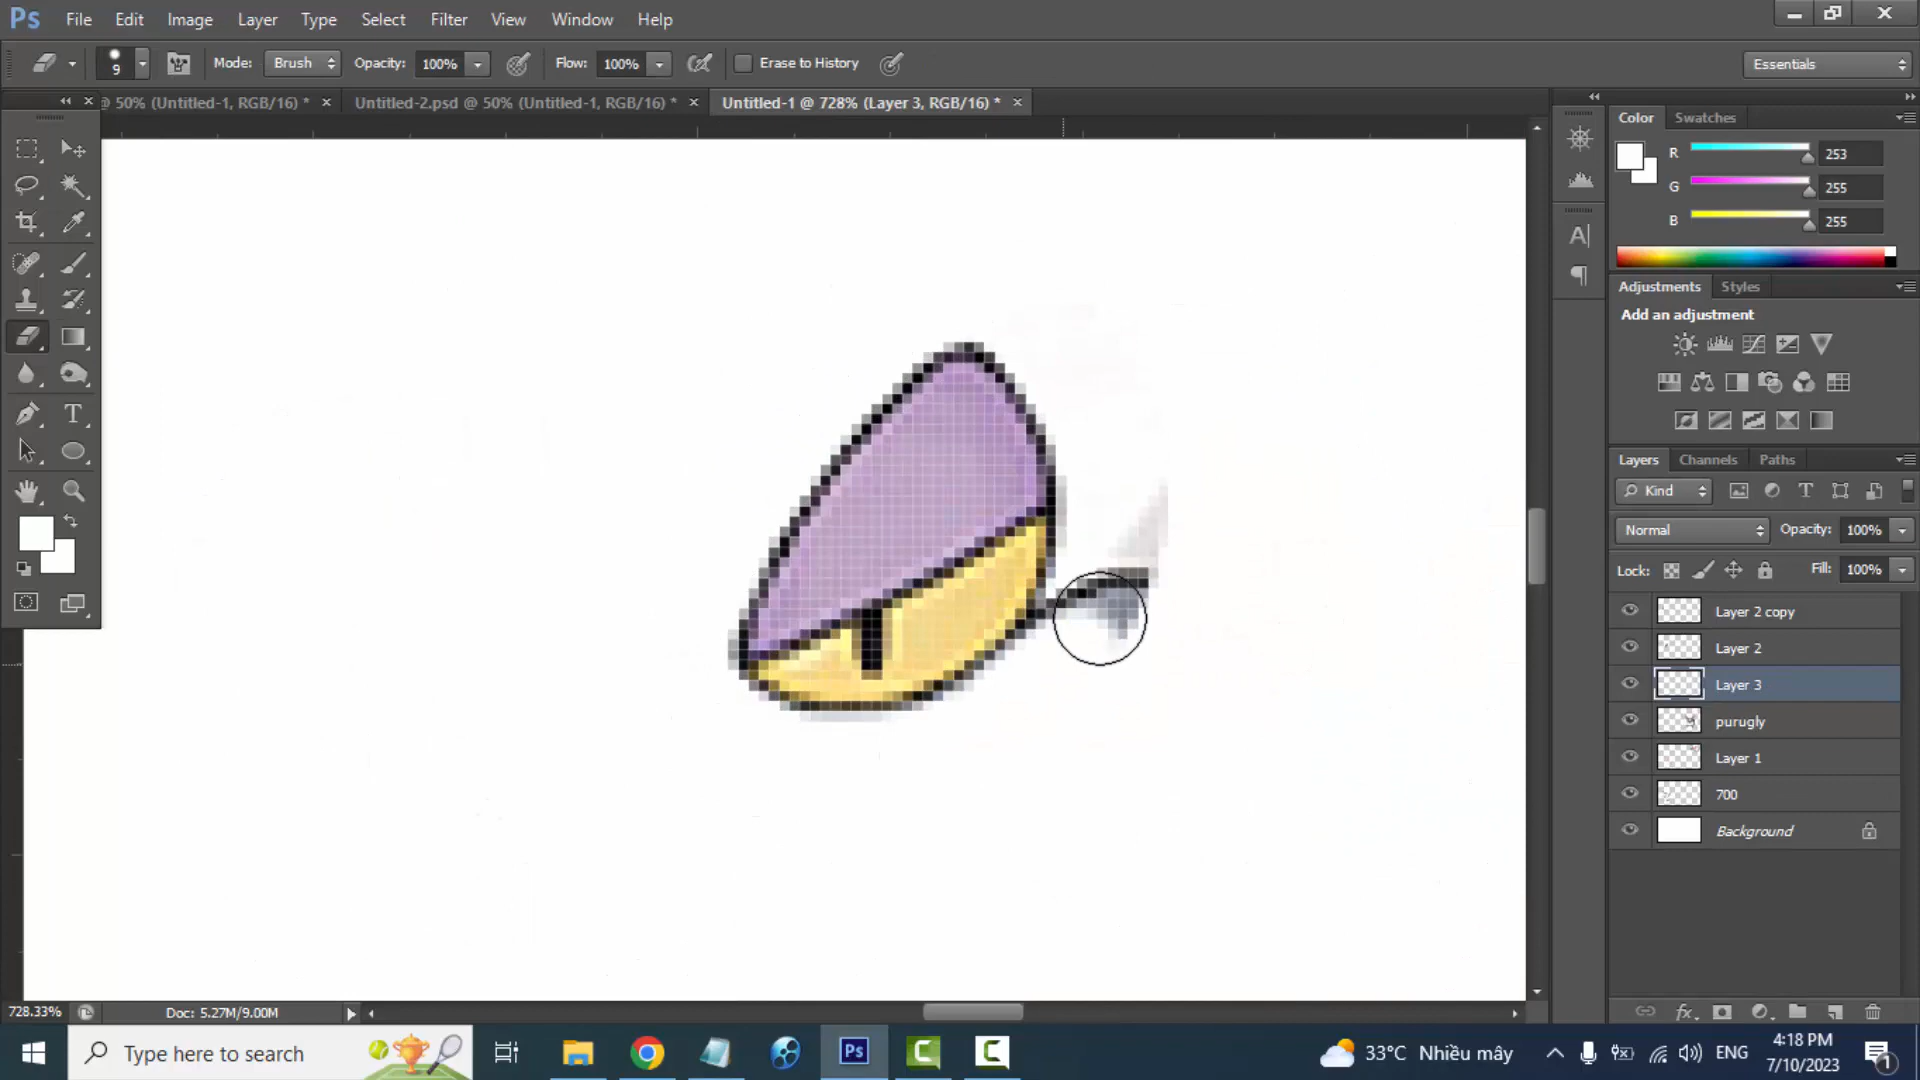 Ps File Edit Image Layer Type Select Filter View Window Help
9 Mode: Brush Opacity: 100% Flow: 100% Erase to History Essentials
@ 50% (Untitled-1, RGB/16) * Untitled-2.psd @ 50% (Untitled-1, RGB/16) * Untitled-1 @ 728% (Layer 3, RGB/16) *
Color Swatches
R 253
G 255
B 255
Adjustments Styles
Add an adjustment
Layers Channels Paths
Kind
Normal Opacity: 100%
Lock: Fill: 100%
Layer 2 copy
Layer 2
Layer 3
purugly
Layer 1
700
Background
728.33% Doc: 5.27M/9.00M
Type here to search Ps 33°C Nhiều mây ENG 4:18 PM
7/10/2023 1